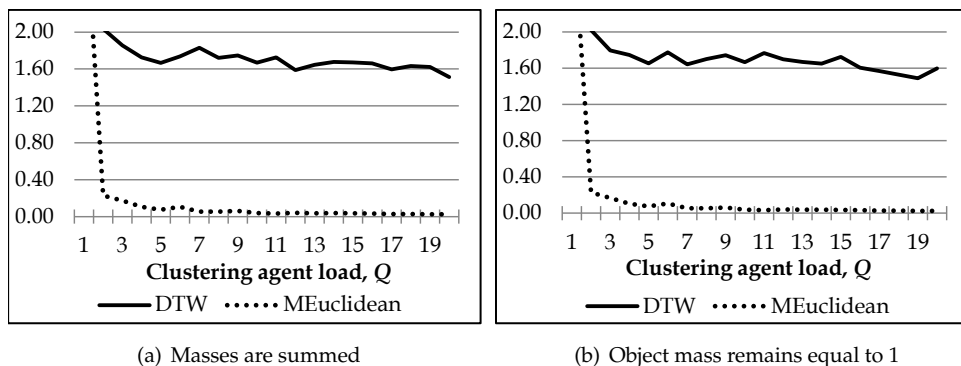 2.00
1.60
1.20
0.80
0.40
0.00
1 3 5 7 9 11 13 15 17 19
Clustering agent load, Q
DTW MEuclidean
(a) Masses are summed
2.00
1.60
1.20
0.80
0.40
0.00
1 3 5 7 9 11 13 15 17 19
Clustering agent load, Q
DTW MEuclidean
(b) Object mass remains equal to 1